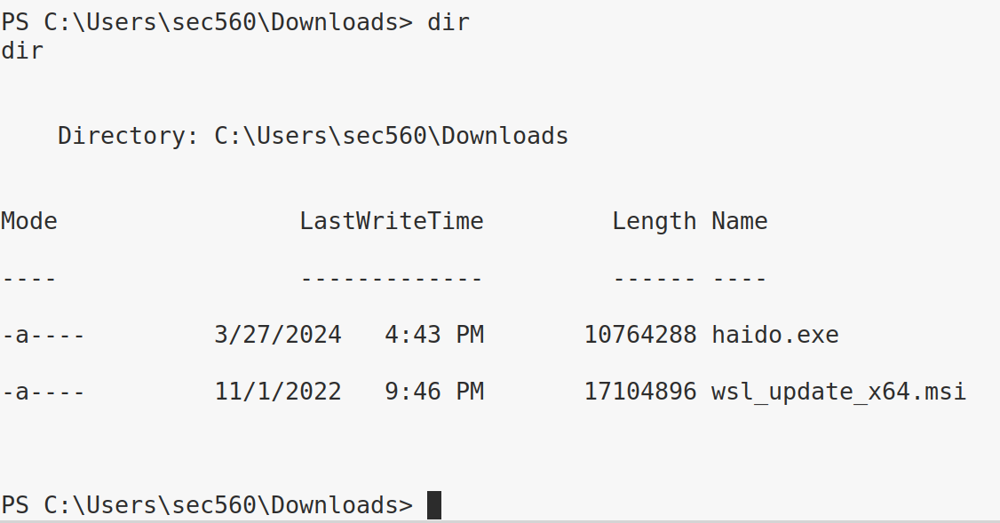 PS C:\Users\sec560\Downloads> dir
dir
Directory: C:\Users\sec560\Downloads
Mode                 LastWriteTime         Length Name
----                 -------------         ------ ----
-a----         3/27/2024   4:43 PM       10764288 haido.exe
-a----         11/1/2022   9:46 PM       17104896 wsl_update_x64.msi
PS C:\Users\sec560\Downloads>